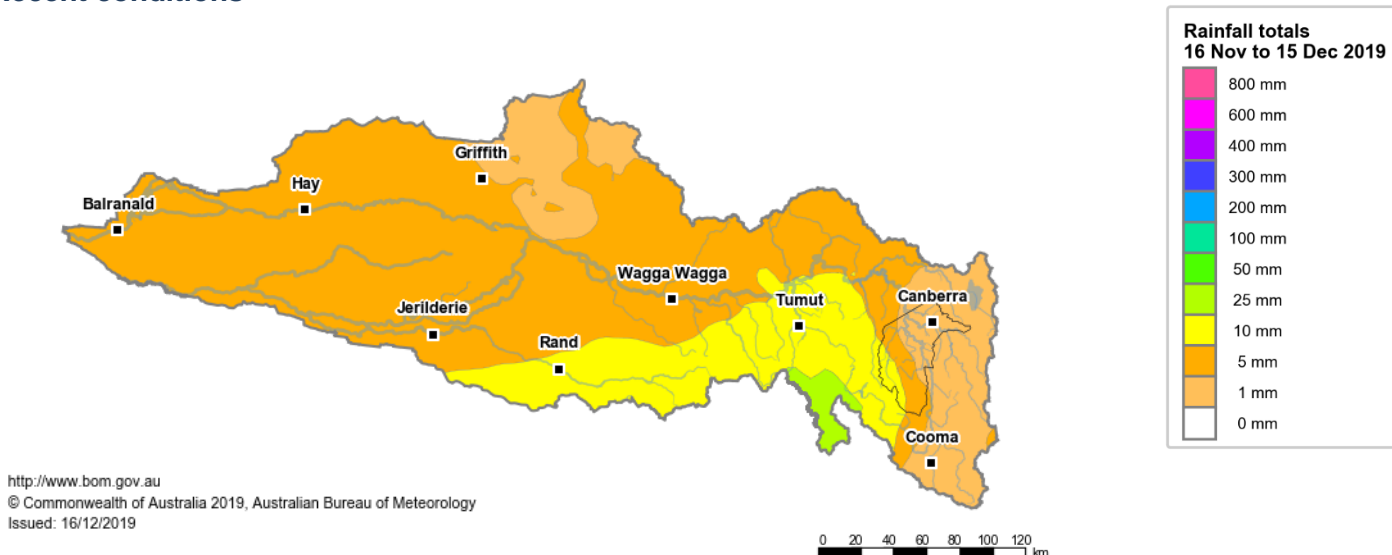 Recent conditions
Rainfall totals
16 Nov to 15 Dec 2019
800 mm
600 mm
400 mm
300 mm
200 mm
100 mm
50 mm
25 mm
10 mm
5 mm
1 mm
0 mm
Griffith
Hay
Balranald
Wagga Wagga
Tumut
Canberra
Jerilderie
Rand
Cooma
http://www.bom.gov.au
© Commonwealth of Australia 2019, Australian Bureau of Meteorology
Issued: 16/12/2019
0 20 40 60 80 100 120
km